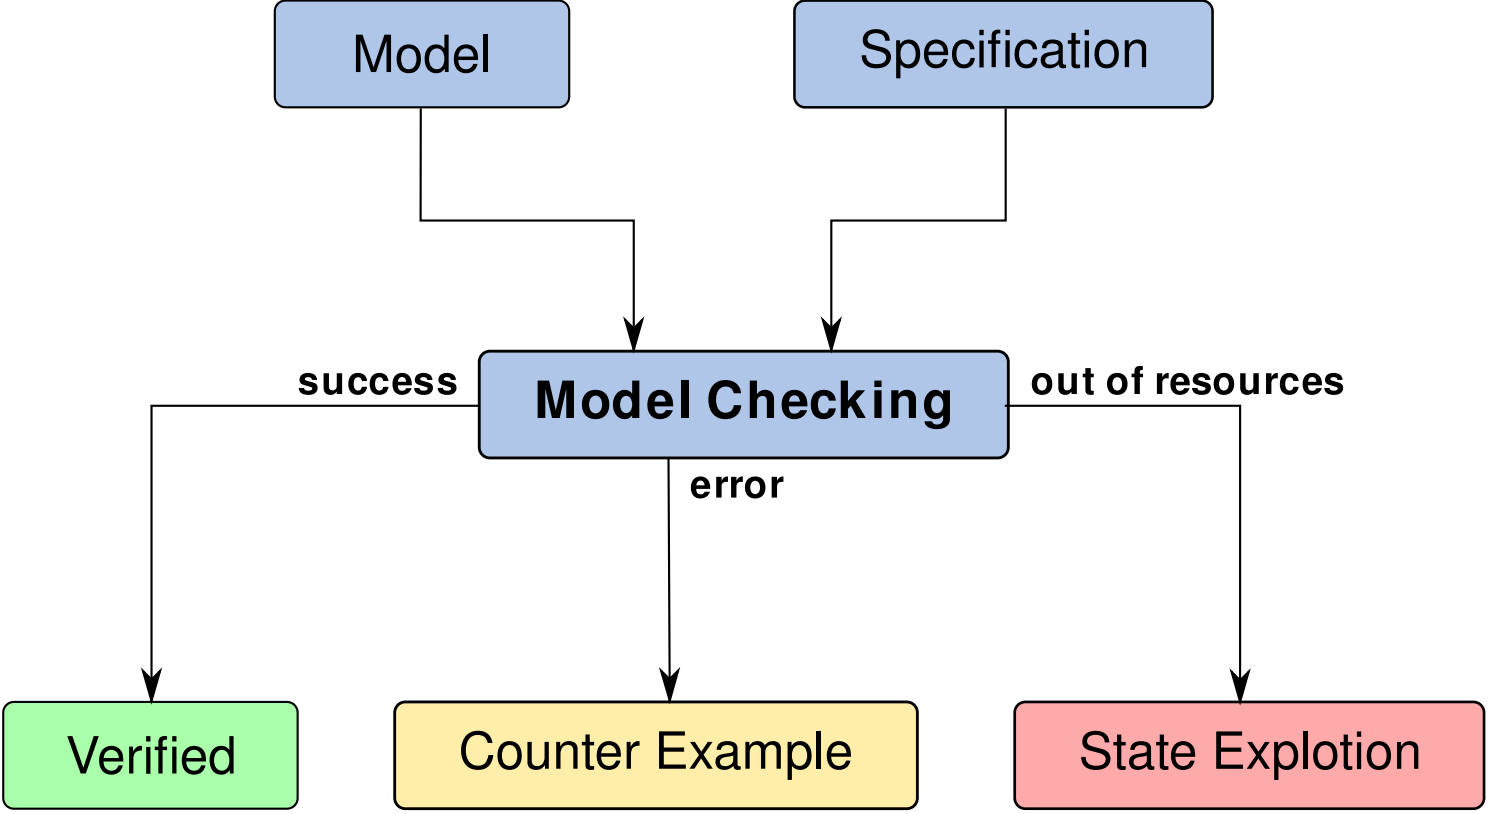 Model
Specification
success
Model Checking
out of resources
error
Verified
Counter Example
State Explotion